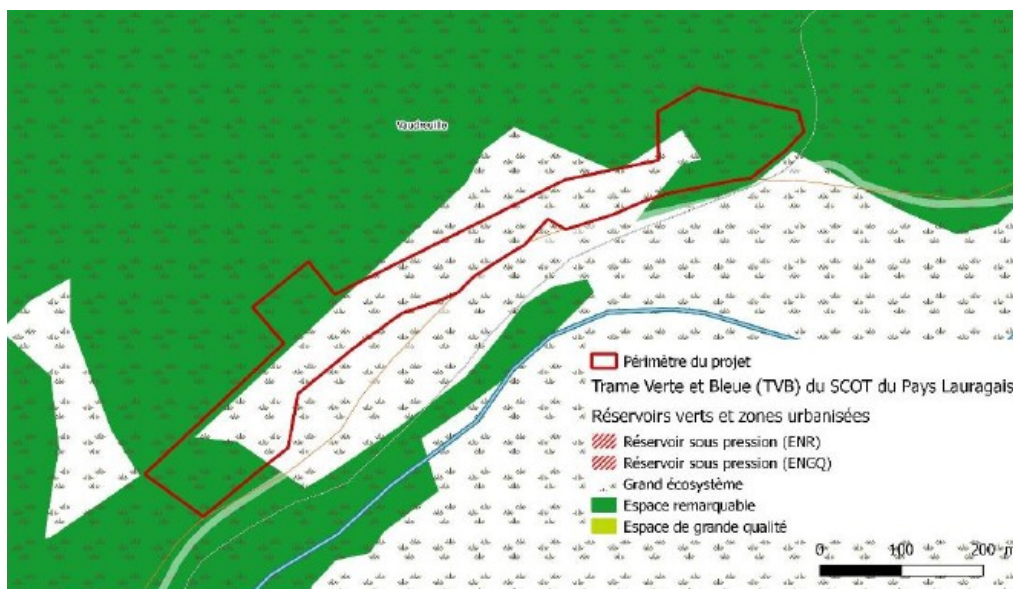 Vaudreuille
Périmètre du projet
Trame Verte et Bleue (TVB) du SCOT du Pays Lauragais
Réservoirs verts et zones urbanisées
Réservoir sous pression (ENR)
Réservoir sous pression (ENGQ)
Grand écosystème
Espace remarquable
Espace de grande qualité
0 100 200 m